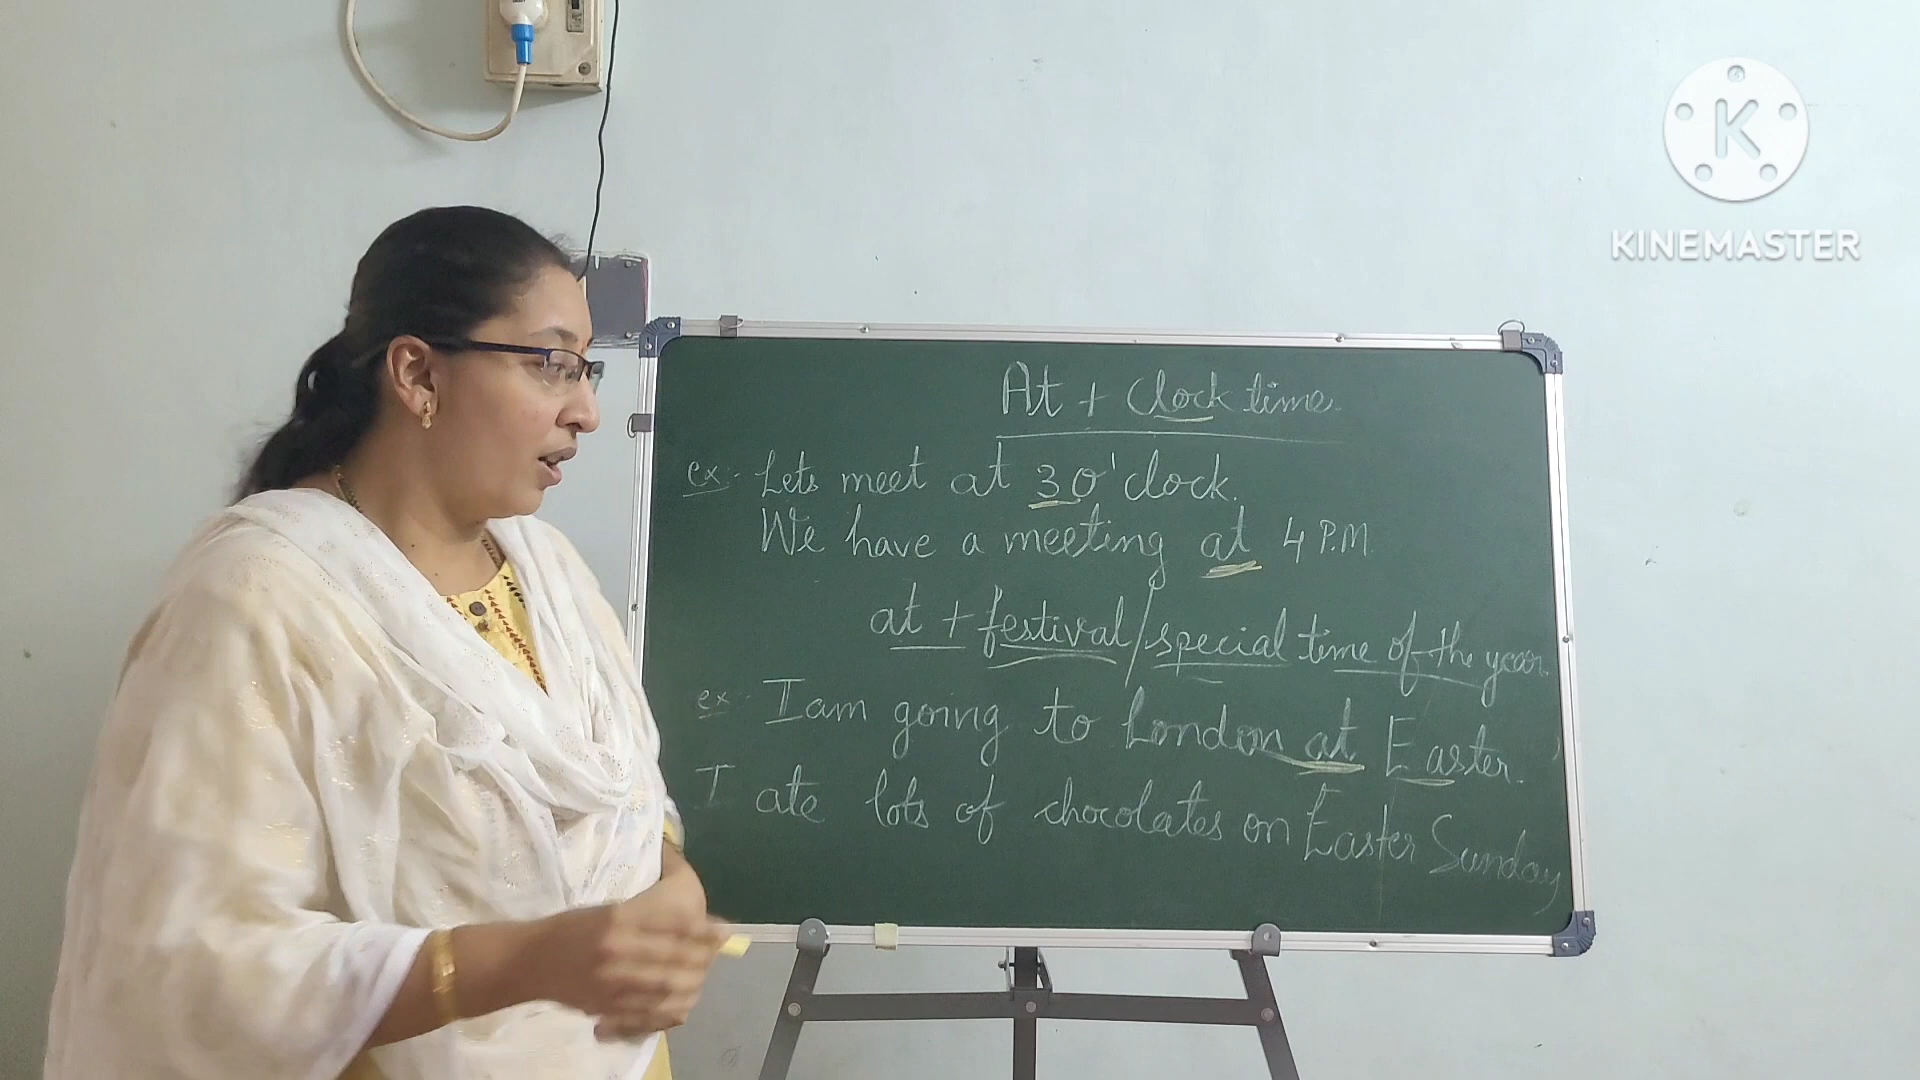 K
KINEMASTER
At + Clock time.
ex:- Lets meet at 3 o'clock.
We have a meeting at 4 P.M.
at + festival/special time of the year.
ex:- I am going to London at Easter.
I ate lots of chocolates on Easter Sunday